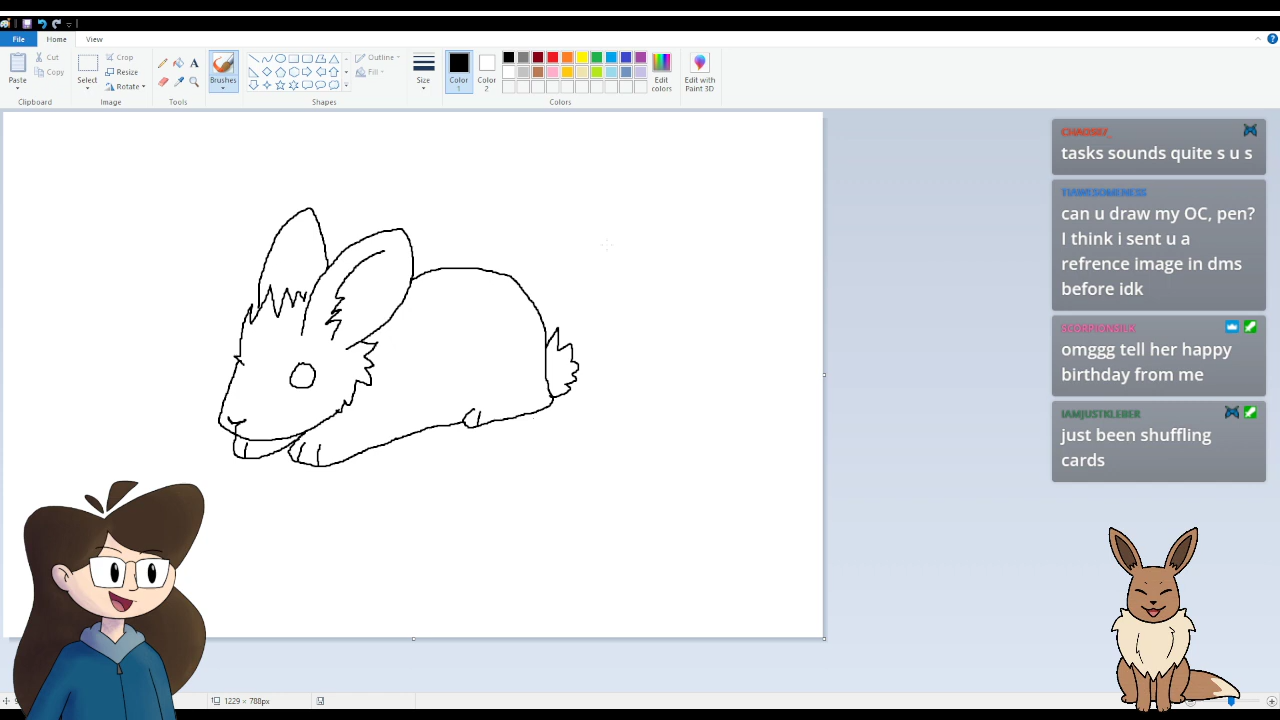 File Home View
Paste
Cut
Copy
Clipboard
Select
Crop
Resize
Rotate
Image
A
Tools
Brushes
Outline
Fill
Shapes
Size
Color
1
Color
2
Edit
colors
Colors
Edit with
Paint 3D
tasks sounds quite s u s
TIAWESOMENESS
can u draw my OC, pen?
I think i sent u a
refrence image in dms
before idk
SCORPIONSILK
omggg tell her happy
birthday from me
IAMJUSTKLEBER
just been shuffling
cards
1229 × 788px